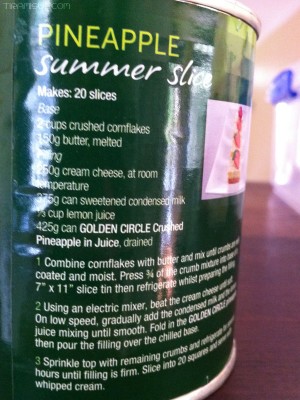 PINEAPPLE
summer slice
Makes: 20 slices
Base
2 cups crushed cornflakes
150g butter, melted
Filling
250g cream cheese, at room
temperature
375g can sweetened condensed milk
⅓ cup lemon juice
425g can GOLDEN CIRCLE Crushed
Pineapple in Juice, drained
1 Combine cornflakes with butter and mix until crumbs are
coated and moist. Press ¾ of the crumb mixture into base
7" x 11" slice tin then refrigerate whilst preparing the filling.
2 Using an electric mixer, beat the cream cheese until
On low speed, gradually add the condensed milk and
juice mixing until smooth. Fold in the GOLDEN CIRCLE
then pour the filling over the chilled base.
3 Sprinkle top with remaining crumbs and refrigerate for
hours until filling is firm. Slice into 20 squares and
whipped cream.